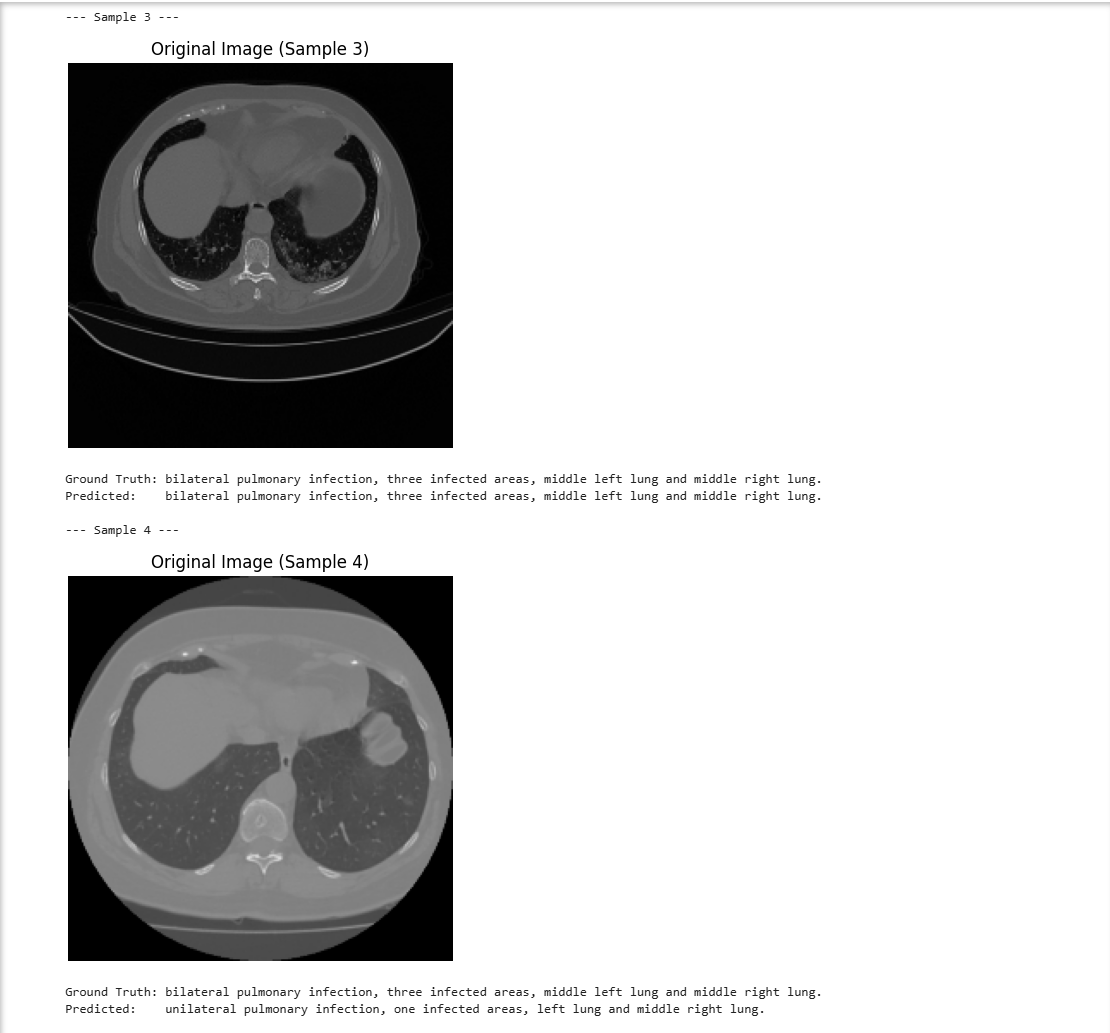 --- Sample 3 ---
Original Image (Sample 3)
Ground Truth: bilateral pulmonary infection, three infected areas, middle left lung and middle right lung.
Predicted:    bilateral pulmonary infection, three infected areas, middle left lung and middle right lung.
--- Sample 4 ---
Original Image (Sample 4)
Ground Truth: bilateral pulmonary infection, three infected areas, middle left lung and middle right lung.
Predicted:    unilateral pulmonary infection, one infected areas, left lung and middle right lung.